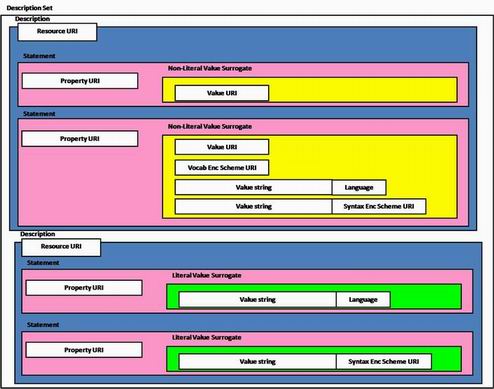 Description Set
Description
Resource URI
Statement
Non-Literal Value Surrogate
Property URI
Value URI
Statement
Non-Literal Value Surrogate
Property URI
Value URI
Vocab Enc Scheme URI
Value string Language
Value string Syntax Enc Scheme URI
Description
Resource URI
Statement
Literal Value Surrogate
Property URI
Value string Language
Statement
Literal Value Surrogate
Property URI
Value string Syntax Enc Scheme URI